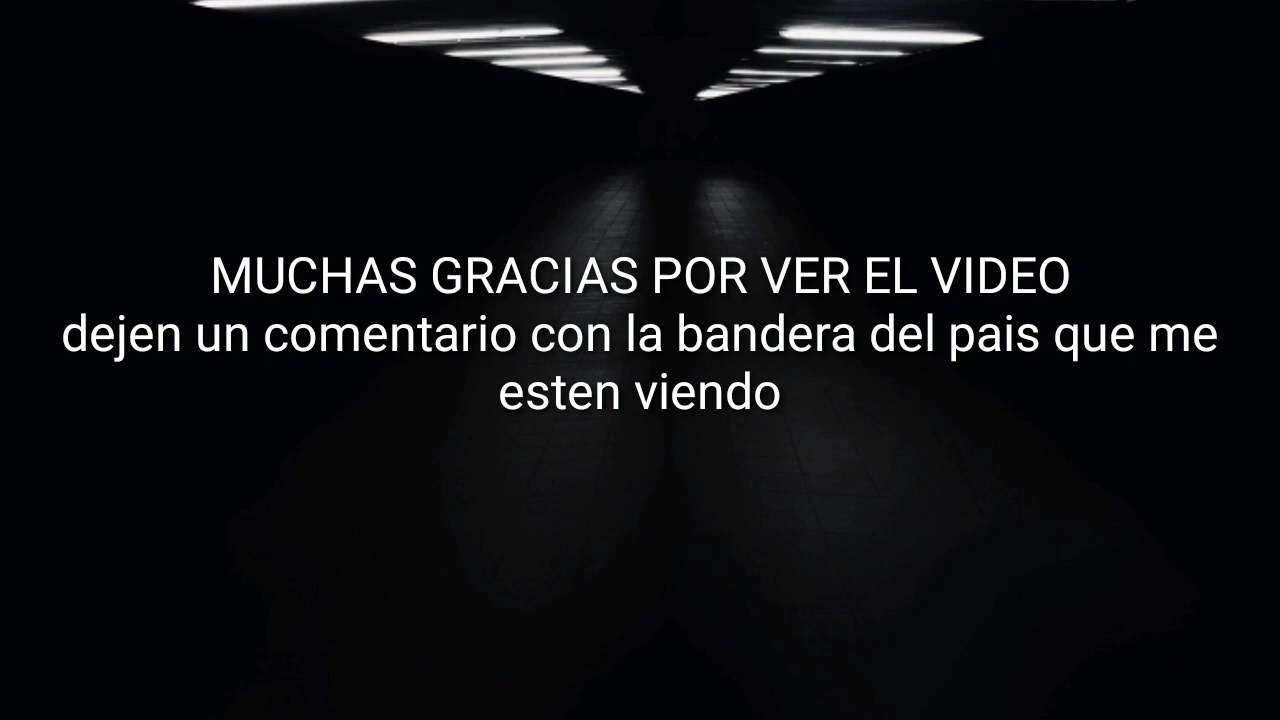 MUCHAS GRACIAS POR VER EL VIDEO
dejen un comentario con la bandera del pais que me
esten viendo